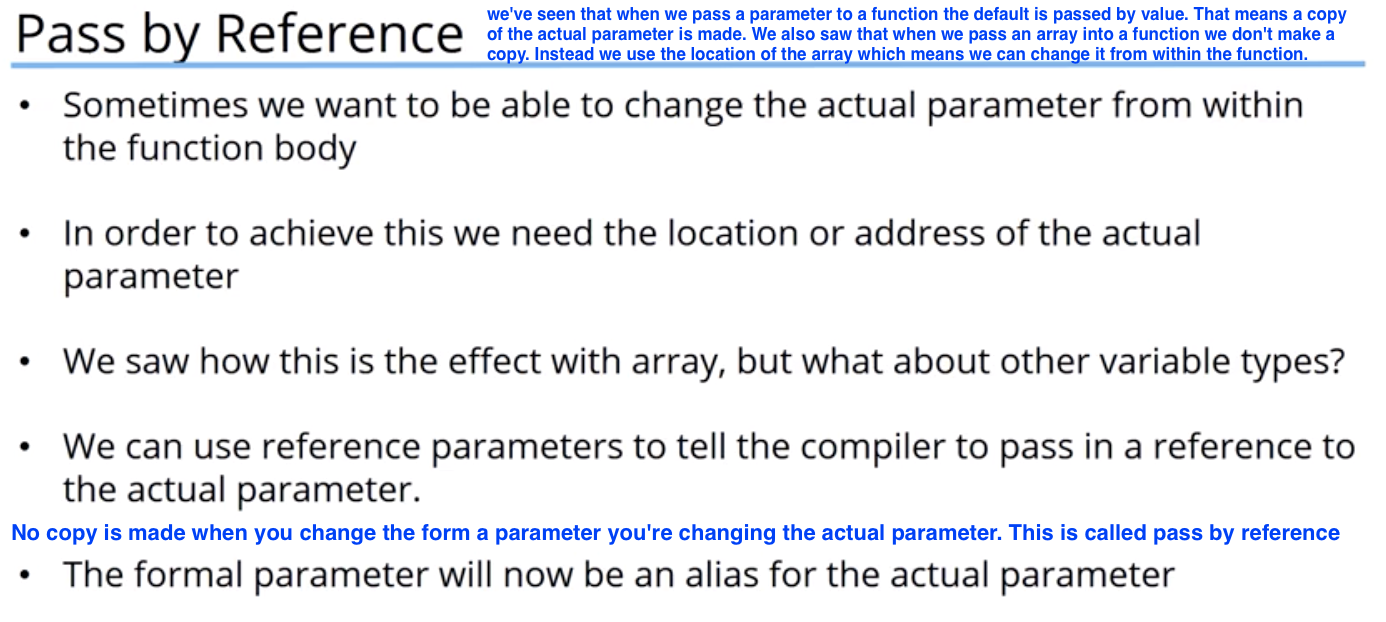 Pass by Reference
we've seen that when we pass a parameter to a function the default is passed by value. That means a copy
of the actual parameter is made. We also saw that when we pass an array into a function we don't make a
copy. Instead we use the location of the array which means we can change it from within the function.
• Sometimes we want to be able to change the actual parameter from within
the function body
• In order to achieve this we need the location or address of the actual
parameter
• We saw how this is the effect with array, but what about other variable types?
• We can use reference parameters to tell the compiler to pass in a reference to
the actual parameter.
No copy is made when you change the form a parameter you're changing the actual parameter. This is called pass by reference
• The formal parameter will now be an alias for the actual parameter